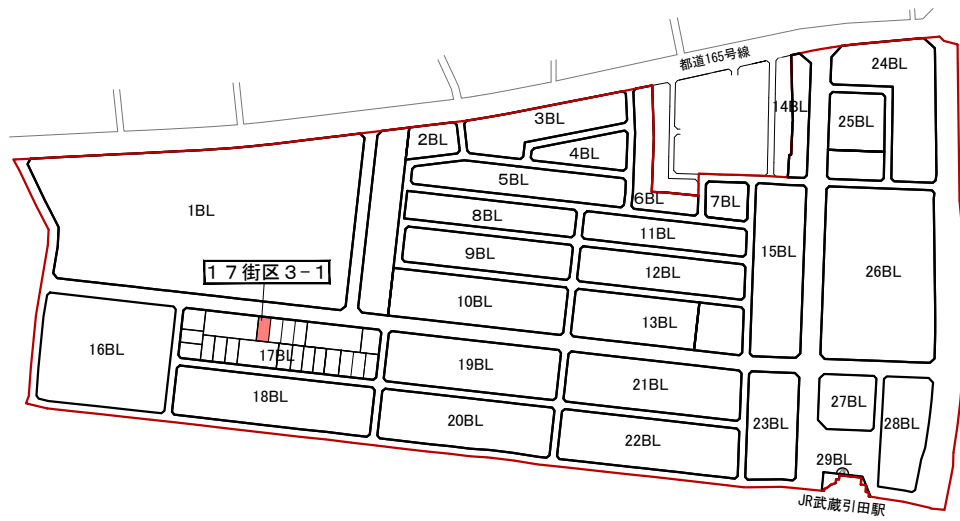 都道165号線
24BL
14BL
3BL
25BL
2BL
4BL
5BL
6BL
7BL
1BL
8BL
11BL
15BL
9BL
12BL
26BL
17街区3-1
10BL
13BL
16BL
17BL
19BL
21BL
18BL
20BL
22BL
23BL
27BL
28BL
29BL
JR武蔵引田駅